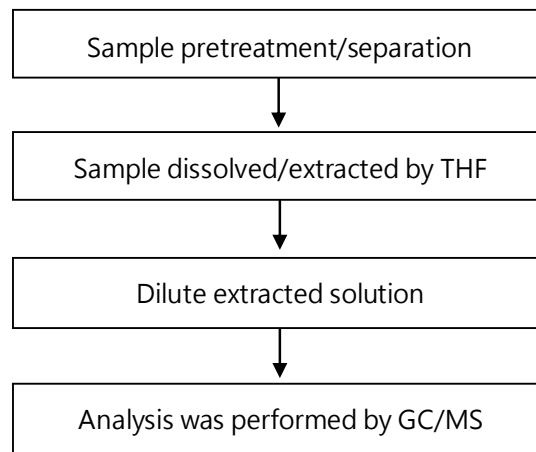 Sample pretreatment/separation
Sample dissolved/extracted by THF
Dilute extracted solution
Analysis was performed by GC/MS